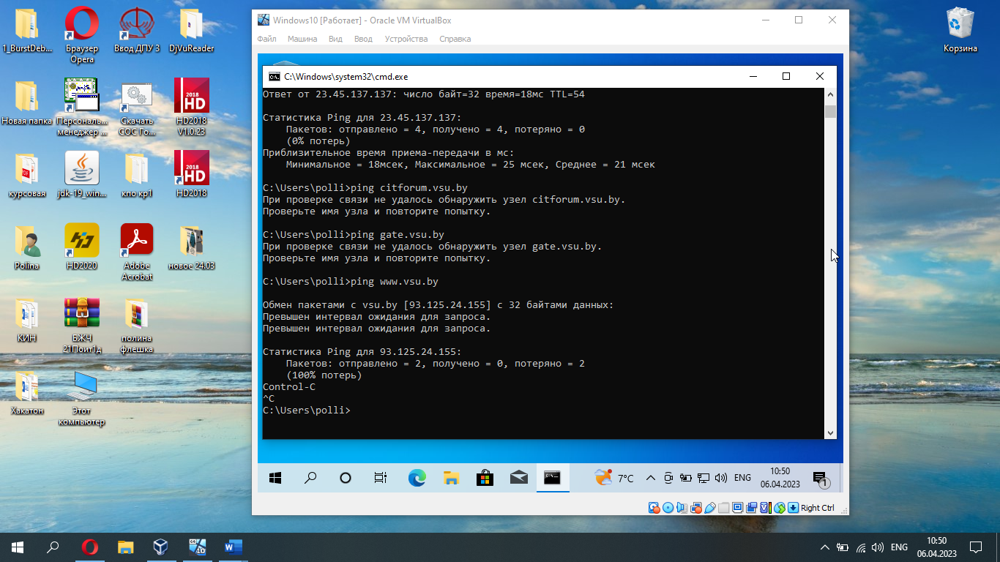 1_BurstDeb...
Браузер
Opera
Ввод ДПУ 3
DjVuReader
Новая папка
Персональ...
менеджер ...
Скачать
СОС Го...
2018
HD
HD2018
V1.0.23
курсовая
jdk-19_win...
кпо кр1
2018
HD
HD2018
Polina
HD2020
Adobe
Acrobat
новое 24.03
КИН
БЖЧ
21Поит1д
полина
флешка
Хакатон
Этот
компьютер
Корзина
Windows10 [Работает] - Oracle VM VirtualBox
Файл Машина Вид Ввод Устройства Справка
C:\Windows\system32\cmd.exe
Ответ от 23.45.137.137: число байт=32 время=18мс TTL=54
Статистика Ping для 23.45.137.137:
Пакетов: отправлено = 4, получено = 4, потеряно = 0
(0% потерь)
Приблизительное время приема-передачи в мс:
Минимальное = 18мсек, Максимальное = 25 мсек, Среднее = 21 мсек
C:\Users\polli>ping citforum.vsu.by
При проверке связи не удалось обнаружить узел citforum.vsu.by.
Проверьте имя узла и повторите попытку.
C:\Users\polli>ping gate.vsu.by
При проверке связи не удалось обнаружить узел gate.vsu.by.
Проверьте имя узла и повторите попытку.
C:\Users\polli>ping www.vsu.by
Обмен пакетами с vsu.by [93.125.24.155] с 32 байтами данных:
Превышен интервал ожидания для запроса.
Превышен интервал ожидания для запроса.
Статистика Ping для 93.125.24.155:
Пакетов: отправлено = 2, получено = 0, потеряно = 2
(100% потерь)
Control-C
^C
C:\Users\polli>
7°C ENG 10:50
06.04.2023
1
Right Ctrl
ENG 10:50
06.04.2023